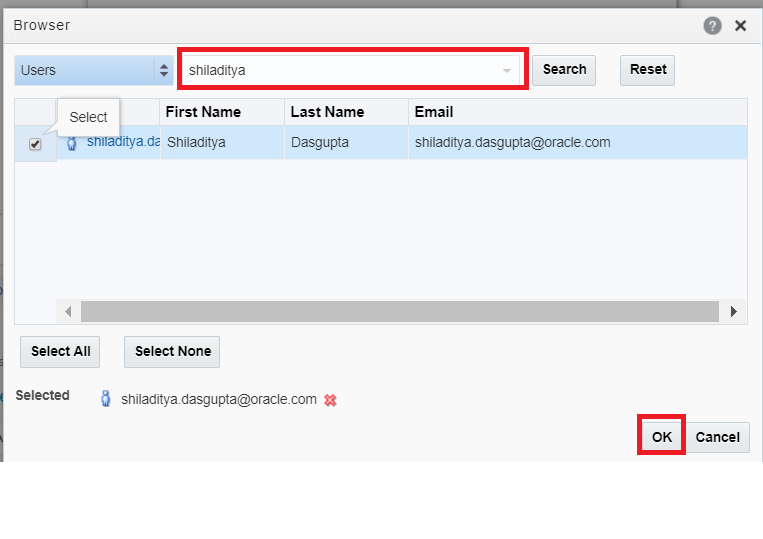 Browser
Users
shiladitya
Search
Reset
Select
First Name
Last Name
Email
shiladitya.da
Shiladitya
Dasgupta
shiladitya.dasgupta@oracle.com
Select All
Select None
Selected
shiladitya.dasgupta@oracle.com
OK
Cancel